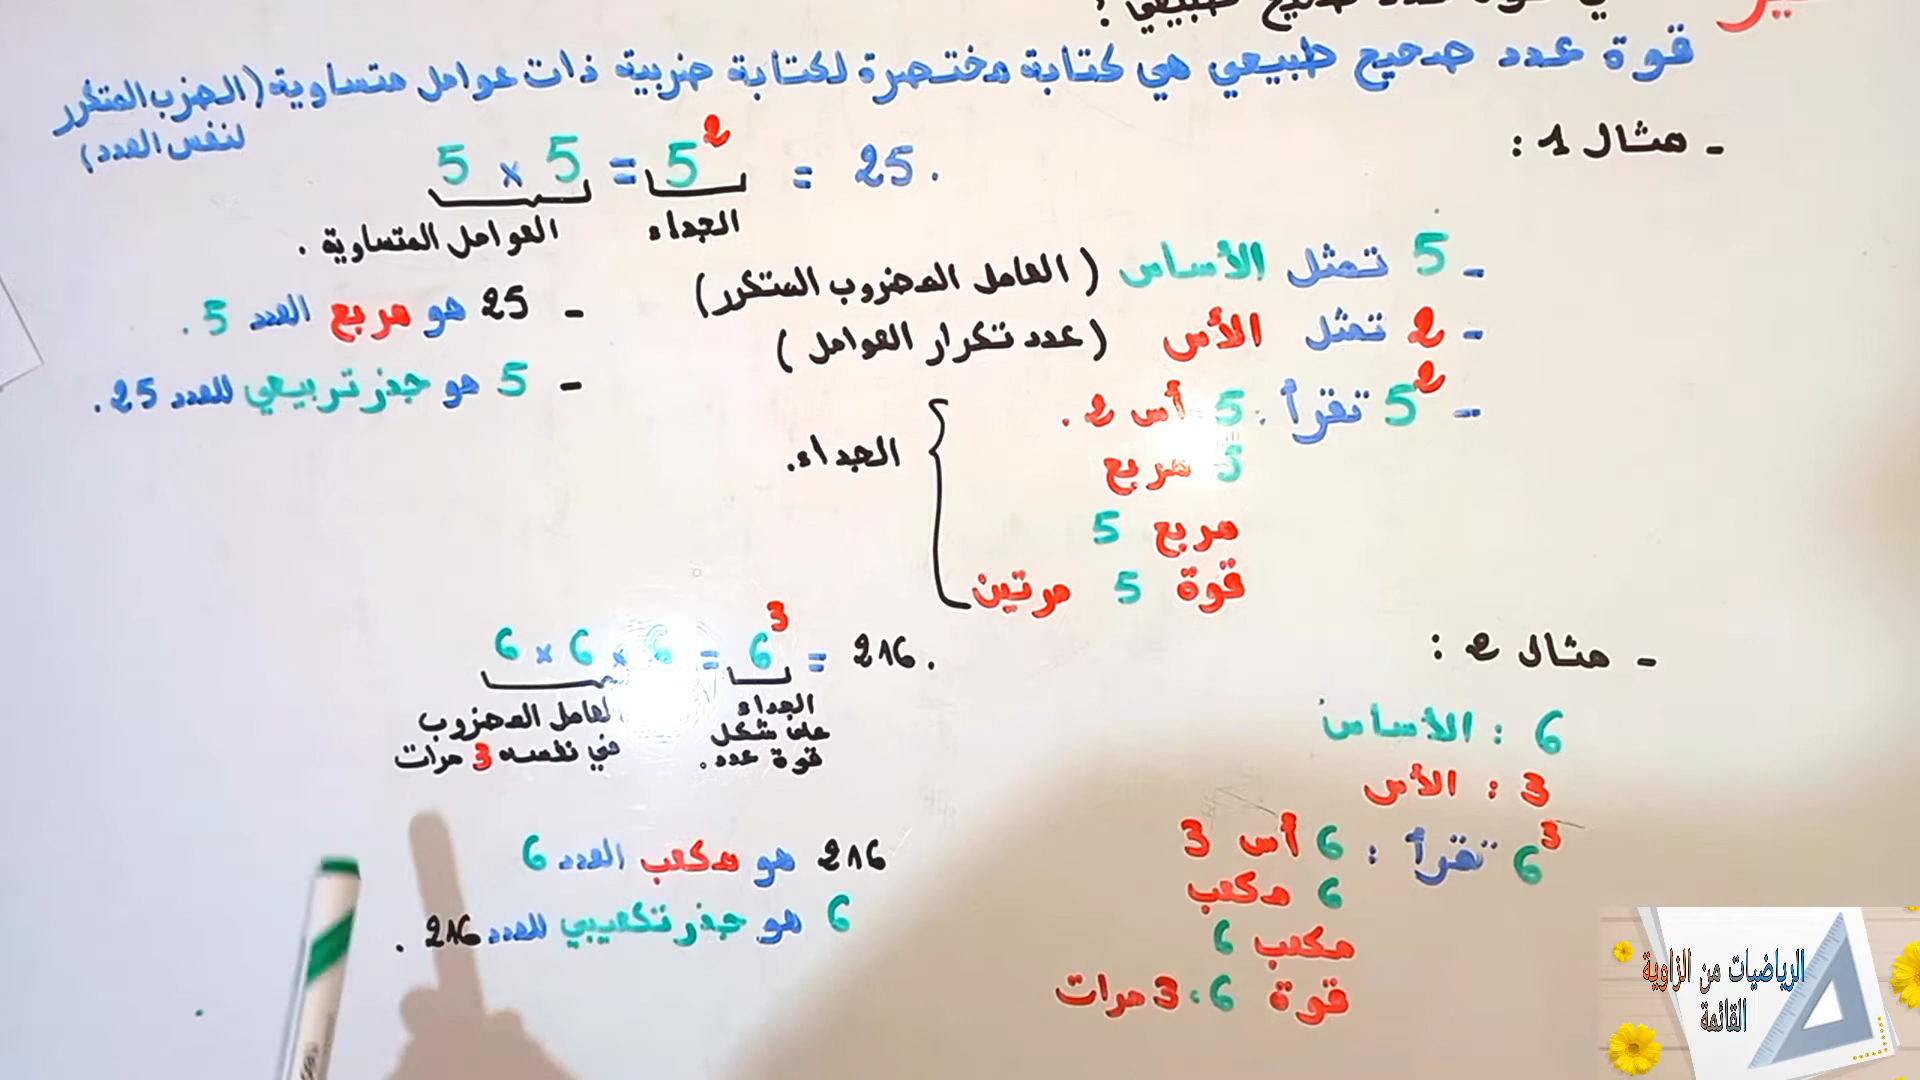 قوة عدد صحيح طبيعي هي كتابة مختصرة لكتابة ضربية ذات عوامل متساوية (الضرب المتكرر
لنفس العدد)
- مثال 1 :
5 × 5 = 5² = 25.
العوامل المتساوية .
الجداء
- 5 تمثل الأساس (العامل المضروب المتكرر)
- 2 تمثل الأس (عدد تكرار العوامل)
- 5² تقرأ : 5 أس 2 .
5 مربع
مربع 5
قوة 5 مرتين
الجداء.
- 25 هو مربع العدد 5 .
- 5 هو جذر تربيعي للعدد 25 .
- مثال 2 :
6 × 6 × 6 = 6³ = 216 .
العامل المضروب
في نفسه 3 مرات
الجداء
على شكل
قوة عدد .
6 : الأساس
3 : الأس
6³ تقرأ : 6 أس 3
6 مكعب
مكعب 6
قوة 6 ، 3 مرات
216 هو مكعب العدد 6
6 هو جذر تكعيبي للعدد 216 .
الرياضيات من الزاوية
القائمة